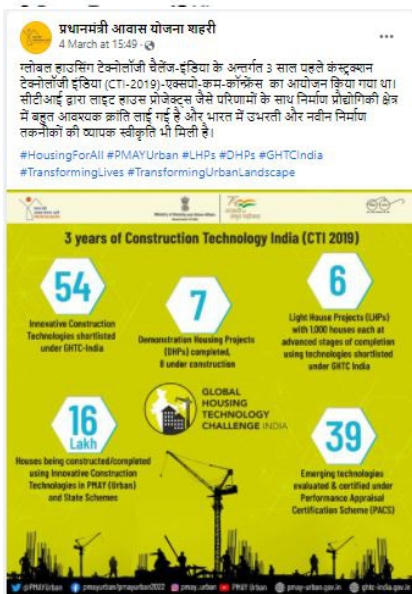 प्रधानमंत्री आवास योजना शहरी
4 March at 15:49
ग्लोबल हाउसिंग टेक्नोलॉजी चैलेंज-इंडिया के अन्तर्गत 3 साल पहले कंस्ट्रक्शन
टेक्नोलॉजी इंडिया (CTI-2019)-एक्सपो-कम-कॉन्फ्रेंस का आयोजन किया गया था।
सीटीआई द्वारा लाइट हाउस प्रोजेक्ट्स जैसे परिणामों के साथ निर्माण प्रौद्योगिकी क्षेत्र
में बहुत आवश्यक क्रांति लाई गई है और भारत में उभरती और नवीन निर्माण
तकनीकों की व्यापक स्वीकृति भी मिली है।
#HousingForAll #PMAYUrban #LHPs #DHPs #GHTCIndia
#TransformingLives #TransformingUrbanLandscape
3 years of Construction Technology India (CTI 2019)
54
Innovative Construction
Technologies shortlisted
under GHTC-India
7
Demonstration Housing Projects
(DHPs) completed,
8 under construction
6
Light House Projects (LHPs)
with 1,000 houses each at
advanced stages of completion
using technologies shortlisted
under GHTC India
GLOBAL
HOUSING
TECHNOLOGY
CHALLENGE INDIA
16
Lakh
Houses being constructed/completed
using Innovative Construction
Technologies in PMAY (Urban)
and State Schemes
39
Emerging technologies
evaluated & certified under
Performance Appraisal
Certification Scheme (PACS)
@PMAYUrban pmayurban/pmayurban2022 pmay_urban PMAY Urban pmay-urban.gov.in ghtc-india.gov.in